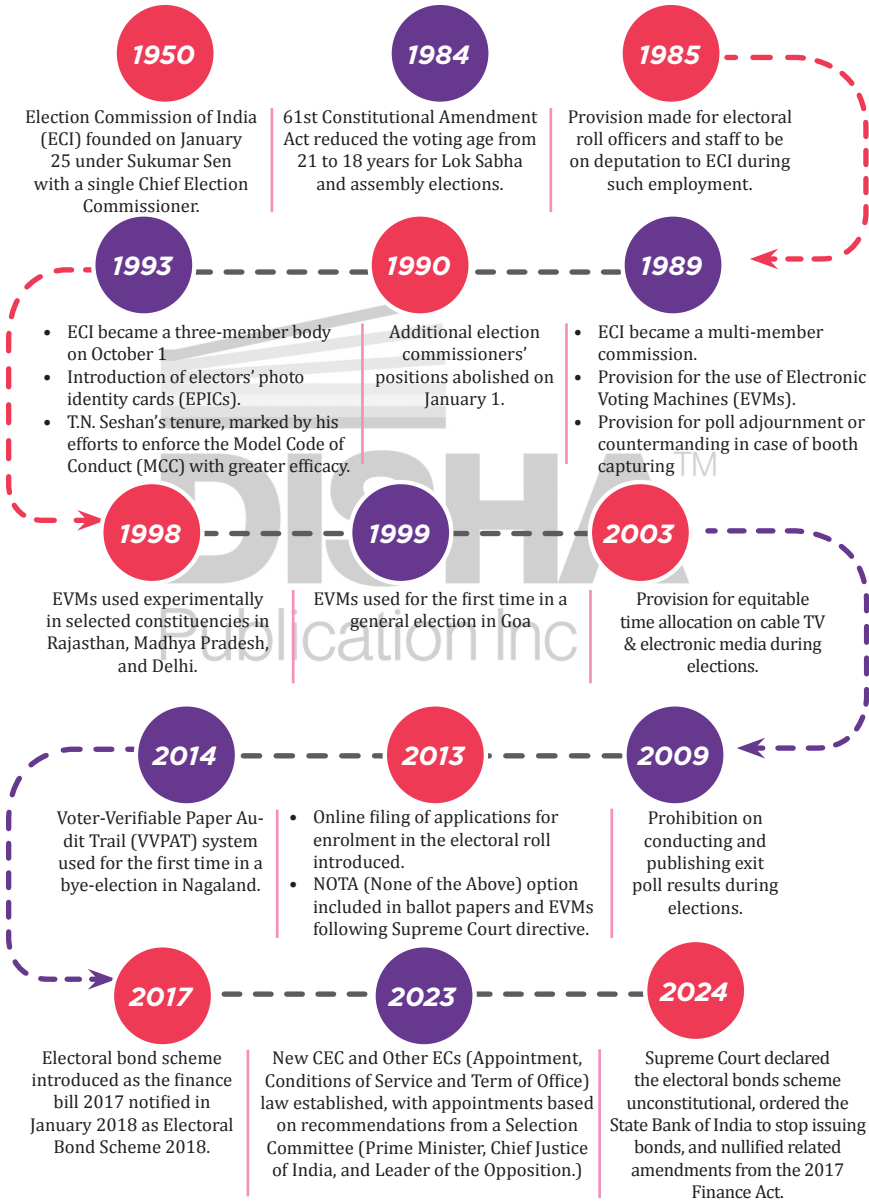 1950
Election Commission of India
(ECI) founded on January
25 under Sukumar Sen
with a single Chief Election
Commissioner.
1984
61st Constitutional Amendment
Act reduced the voting age from
21 to 18 years for Lok Sabha
and assembly elections.
1985
Provision made for electoral
roll officers and staff to be
on deputation to ECI during
such employment.
1989
• ECI became a multi-member
commission.
• Provision for the use of Electronic
Voting Machines (EVMs).
• Provision for poll adjournment or
countermanding in case of booth
capturing
1990
Additional election
commissioners'
positions abolished on
January 1.
1993
• ECI became a three-member body
on October 1
• Introduction of electors' photo
identity cards (EPICs).
• T.N. Seshan's tenure, marked by his
efforts to enforce the Model Code of
Conduct (MCC) with greater efficacy.
1998
EVMs used experimentally
in selected constituencies in
Rajasthan, Madhya Pradesh,
and Delhi.
1999
EVMs used for the first time in a
general election in Goa
2003
Provision for equitable
time allocation on cable TV
& electronic media during
elections.
2009
Prohibition on
conducting and
publishing exit
poll results during
elections.
2013
• Online filing of applications for
enrolment in the electoral roll
introduced.
• NOTA (None of the Above) option
included in ballot papers and EVMs
following Supreme Court directive.
2014
Voter-Verifiable Paper Au-
dit Trail (VVPAT) system
used for the first time in a
bye-election in Nagaland.
2017
Electoral bond scheme
introduced as the finance
bill 2017 notified in
January 2018 as Electoral
Bond Scheme 2018.
2023
New CEC and Other ECs (Appointment,
Conditions of Service and Term of Office)
law established, with appointments based
on recommendations from a Selection
Committee (Prime Minister, Chief Justice
of India, and Leader of the Opposition.)
2024
Supreme Court declared
the electoral bonds scheme
unconstitutional, ordered the
State Bank of India to stop issuing
bonds, and nullified related
amendments from the 2017
Finance Act.
DISHA TM
Publication Inc